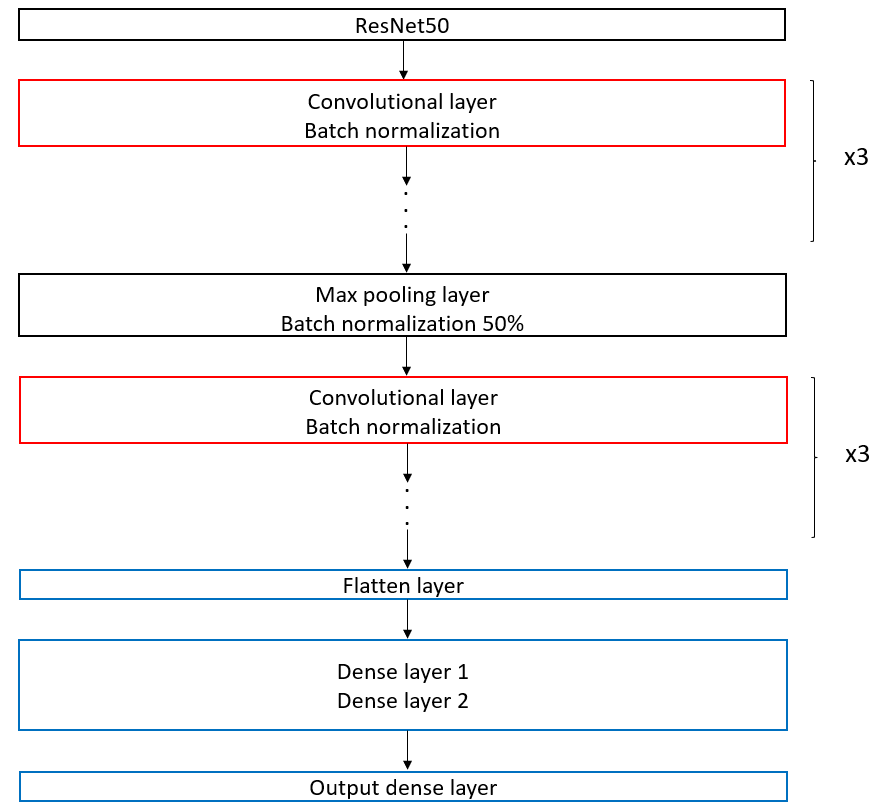 ResNet50
Convolutional layer
Batch normalization
x3
Max pooling layer
Batch normalization 50%
Convolutional layer
Batch normalization
x3
Flatten layer
Dense layer 1
Dense layer 2
Output dense layer